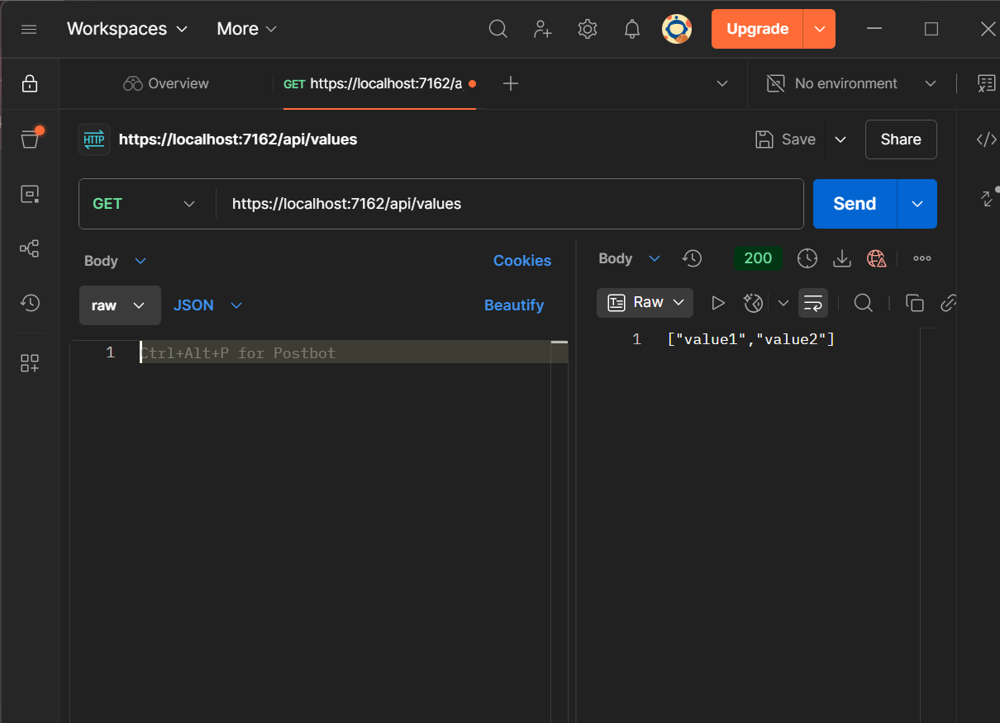 Workspaces More Upgrade
Overview GET https://localhost:7162/a No environment
HTTP https://localhost:7162/api/values Save Share
GET https://localhost:7162/api/values Send
Body Cookies
raw JSON Beautify
1 Ctrl+Alt+P for Postbot
Body 200
Raw
1 ["value1","value2"]